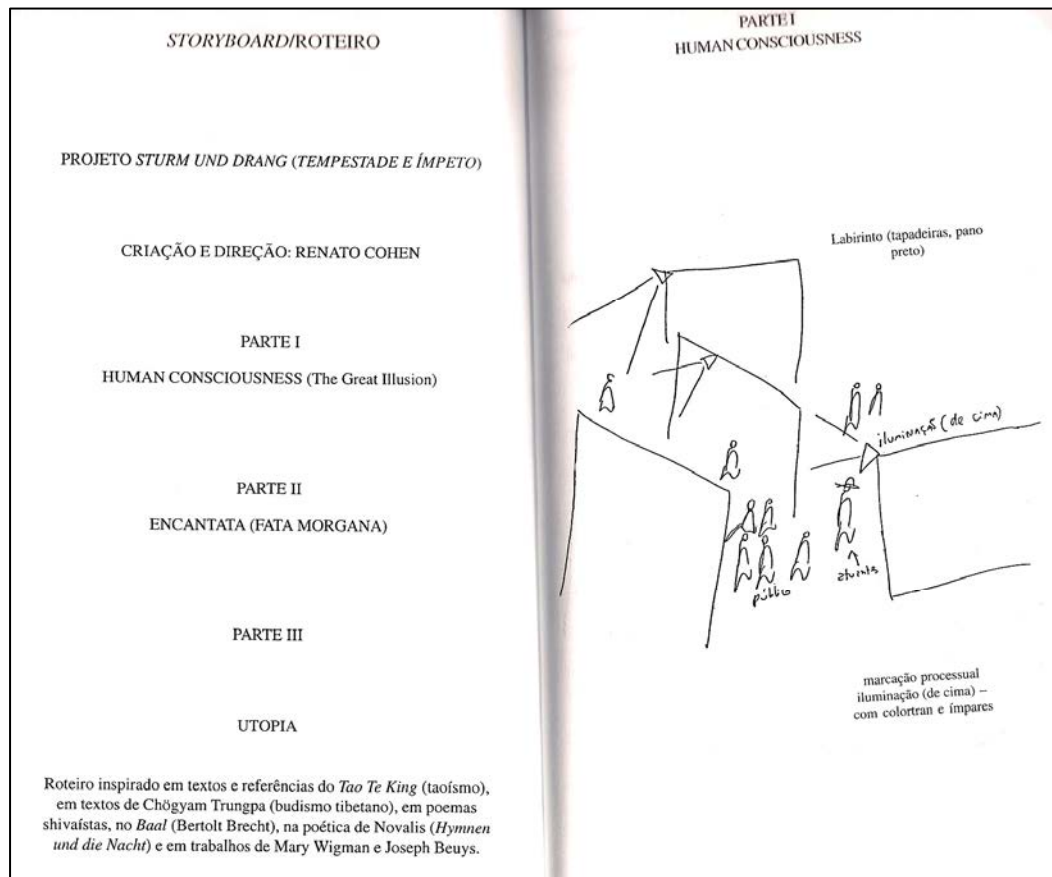 STORYBOARD/ROTEIRO
PROJETO STURM UND DRANG (TEMPESTADE E ÍMPETO)
CRIAÇÃO E DIREÇÃO: RENATO COHEN
PARTE I
HUMAN CONSCIOUSNESS (The Great Illusion)
PARTE II
ENCANTATA (FATA MORGANA)
PARTE III
UTOPIA
Roteiro inspirado em textos e referências do Tao Te King (taoísmo),
em textos de Chögyam Trungpa (budismo tibetano), em poemas
shivaístas, no Baal (Bertolt Brecht), na poética de Novalis (Hymnen
und die Nacht) e em trabalhos de Mary Wigman e Joseph Beuys.
PARTE I
HUMAN CONSCIOUSNESS
Labirinto (tapadeiras, pano
preto)
iluminação (de cima)
atuante
público
marcação processual
iluminação (de cima) –
com colortran e ímpares